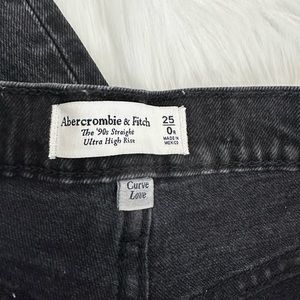 Abercrombie & Fitch
The '90s Straight
Ultra High Rise
25
0R
MADE IN
MEXICO
Curve
Love